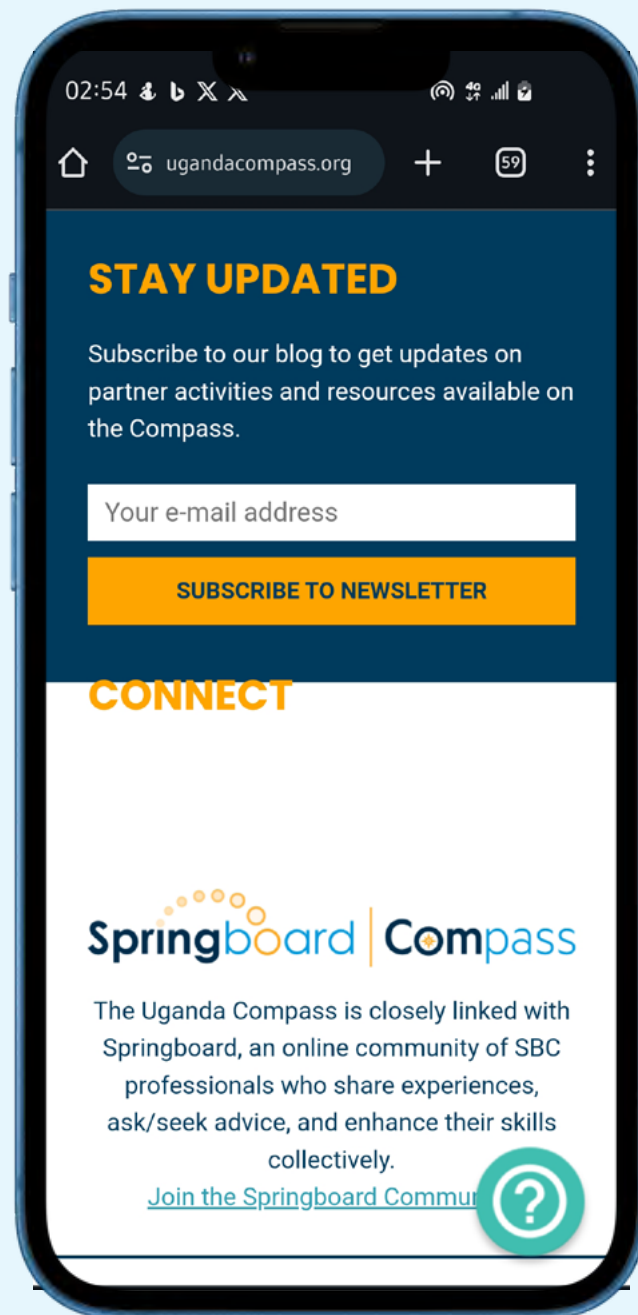 02:54
4G
ugandacompass.org
59
STAY UPDATED
Subscribe to our blog to get updates on
partner activities and resources available on
the Compass.
Your e-mail address
SUBSCRIBE TO NEWSLETTER
CONNECT
Springboard Compass
The Uganda Compass is closely linked with
Springboard, an online community of SBC
professionals who share experiences,
ask/seek advice, and enhance their skills
collectively.
Join the Springboard Commun
?